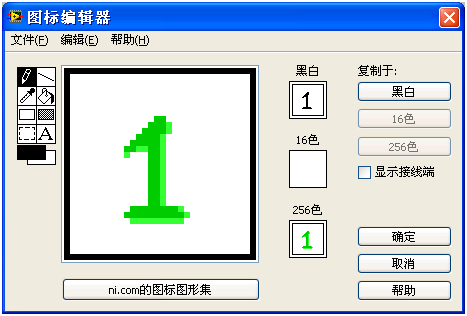 图标编辑器
文件(F) 编辑(E) 帮助(H)
A
1
黑白
1
16色
256色
1
复制于:
黑白
16色
256色
显示接线端
确定
取消
帮助
ni.com的图标图形集